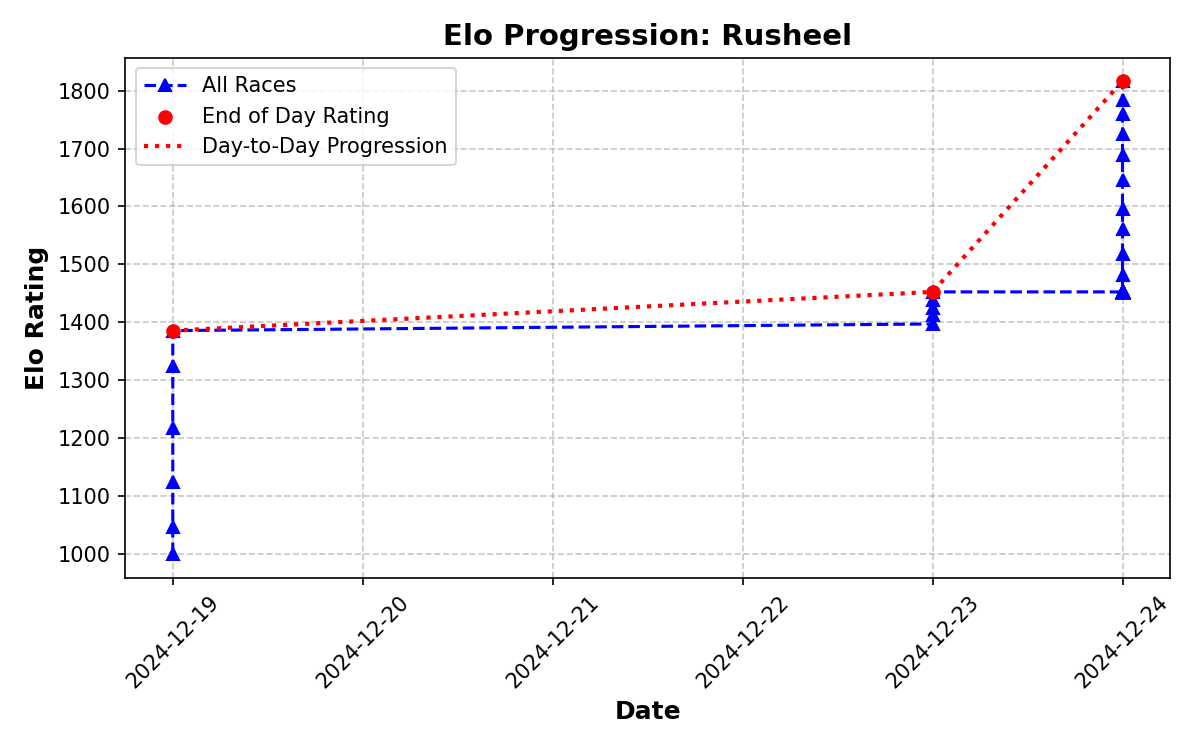 Elo Progression: Rusheel
All Races
End of Day Rating
Day-to-Day Progression
Elo Rating
1800
1700
1600
1500
1400
1300
1200
1100
1000
2024-12-19
2024-12-20
2024-12-21
2024-12-22
2024-12-23
2024-12-24
Date